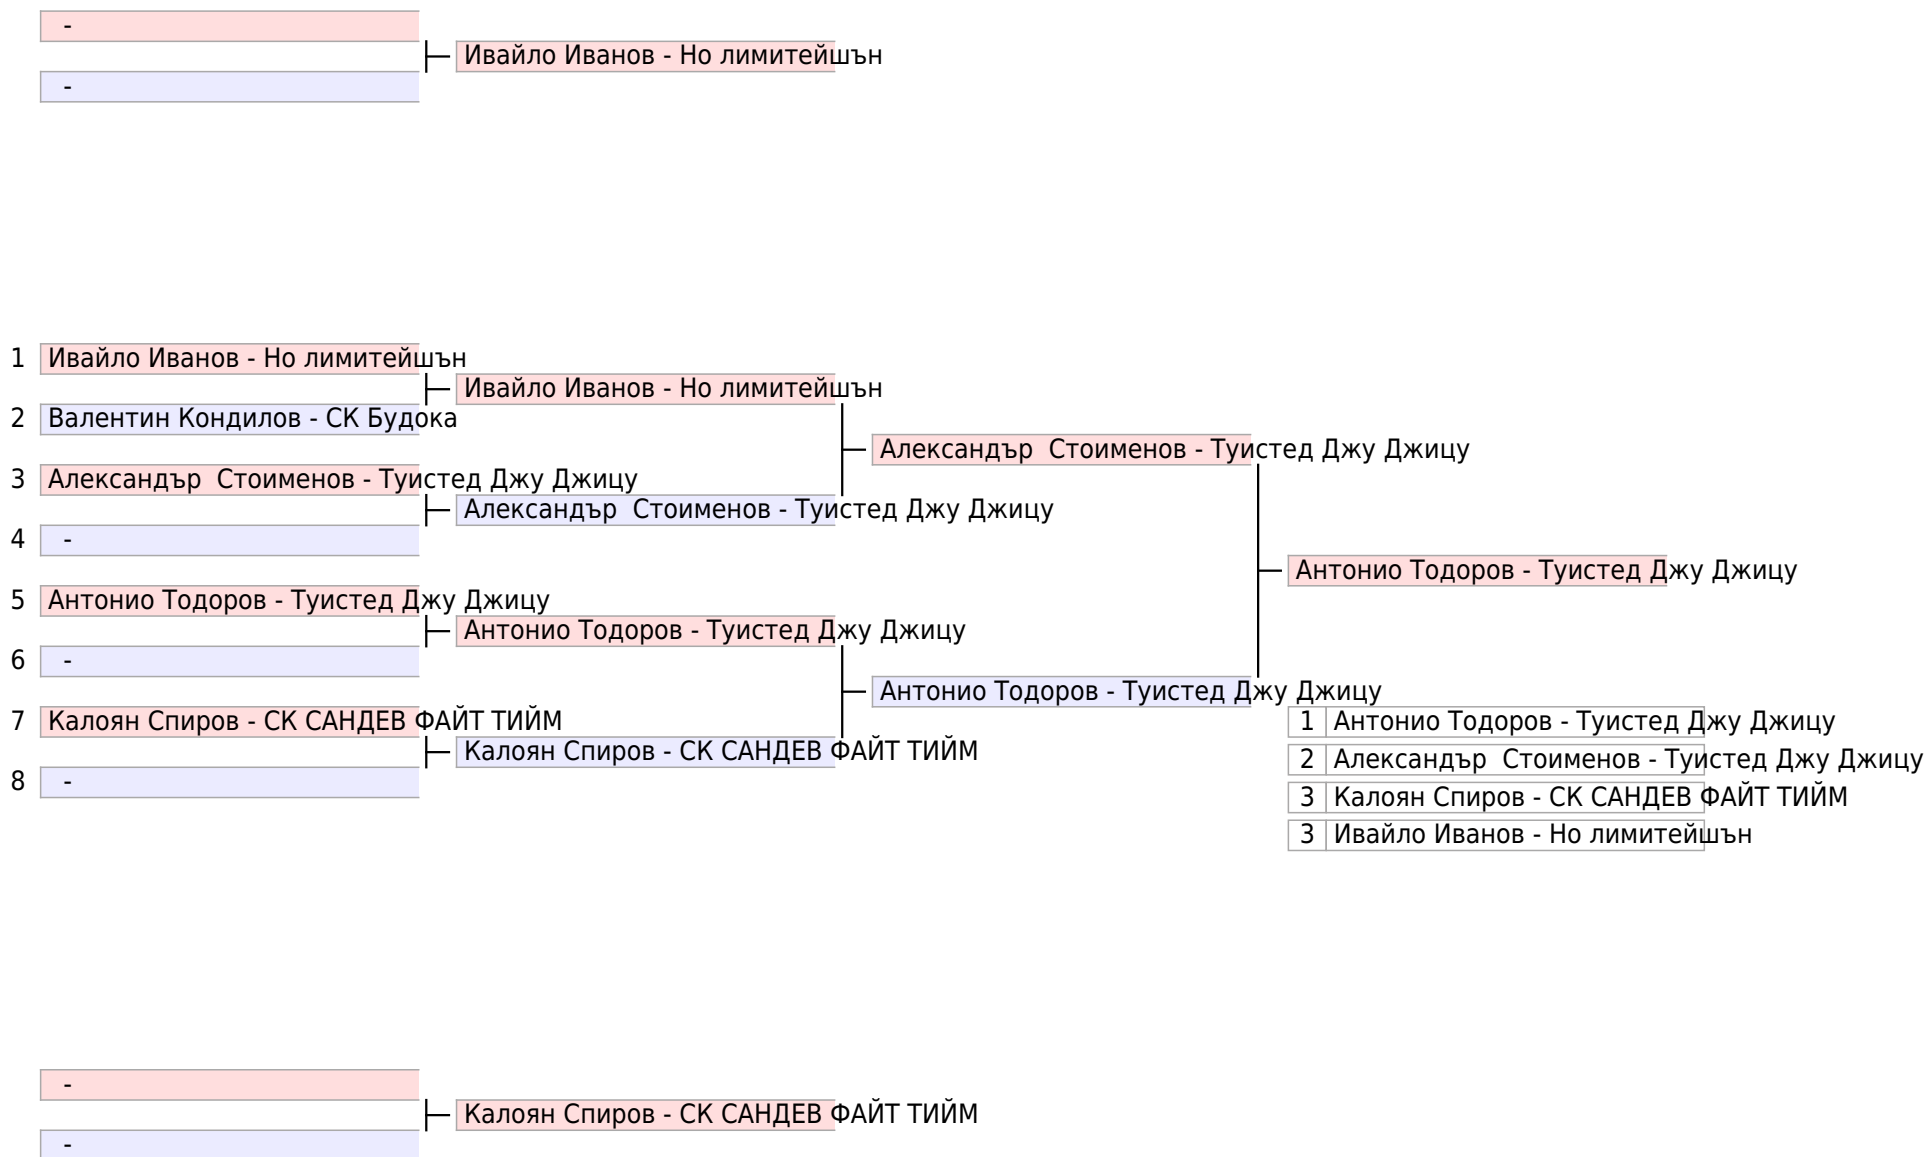 -
Ивайло Иванов - Но лимитейшън
-
1 Ивайло Иванов - Но лимитейшън
Ивайло Иванов - Но лимитейшън
2 Валентин Кондилов - СК Будока
Александър  Стоименов - Туистед Джу Джицу
3 Александър  Стоименов - Туистед Джу Джицу
Александър  Стоименов - Туистед Джу Джицу
4 -
Антонио Тодоров - Туистед Джу Джицу
5 Антонио Тодоров - Туистед Джу Джицу
Антонио Тодоров - Туистед Джу Джицу
6 -
Антонио Тодоров - Туистед Джу Джицу
7 Калоян Спиров - СК САНДЕВ ФАЙТ ТИЙМ
Калоян Спиров - СК САНДЕВ ФАЙТ ТИЙМ
8 -
1 Антонио Тодоров - Туистед Джу Джицу
2 Александър  Стоименов - Туистед Джу Джицу
3 Калоян Спиров - СК САНДЕВ ФАЙТ ТИЙМ
3 Ивайло Иванов - Но лимитейшън
-
Калоян Спиров - СК САНДЕВ ФАЙТ ТИЙМ
-